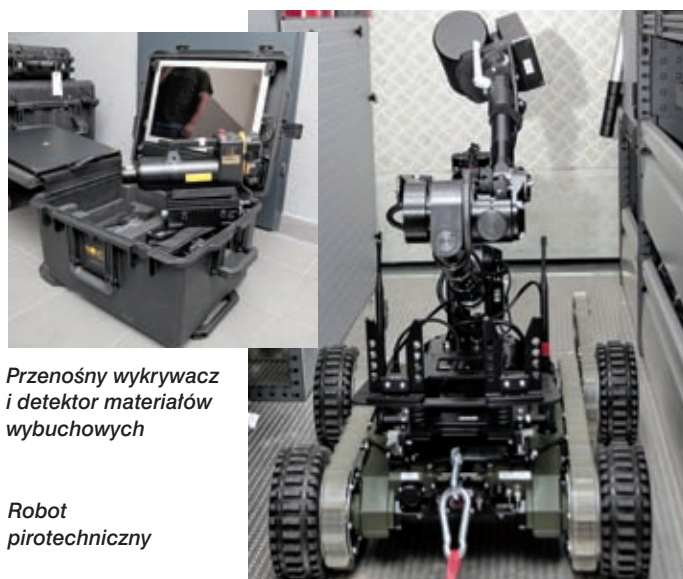 Przenośny wykrywacz
i detektor materiałów
wybuchowych
Robot
pirotechniczny